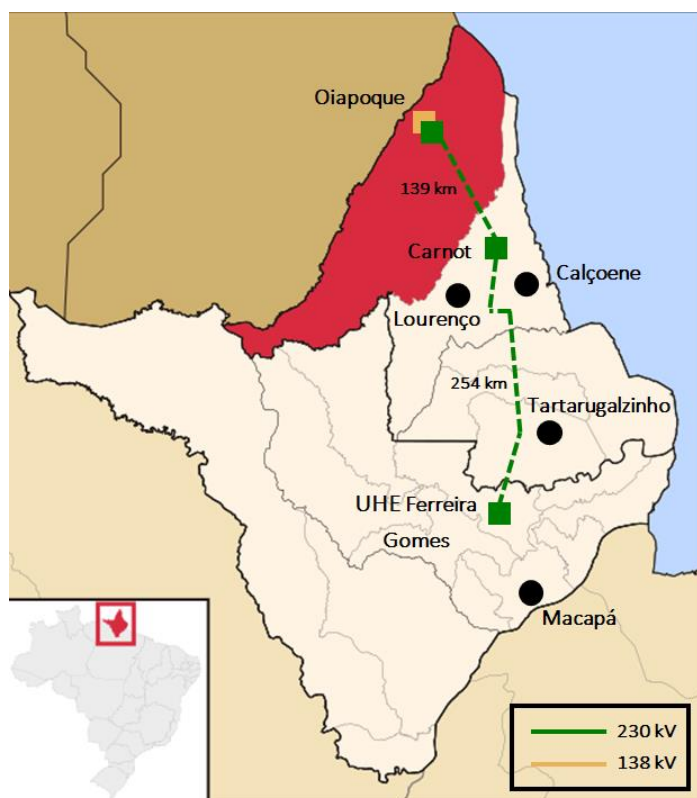 Oiapoque
139 km
Carnot
Calçoene
Lourenço
254 km
Tartarugalzinho
UHE Ferreira
Gomes
Macapá
230 kV
138 kV